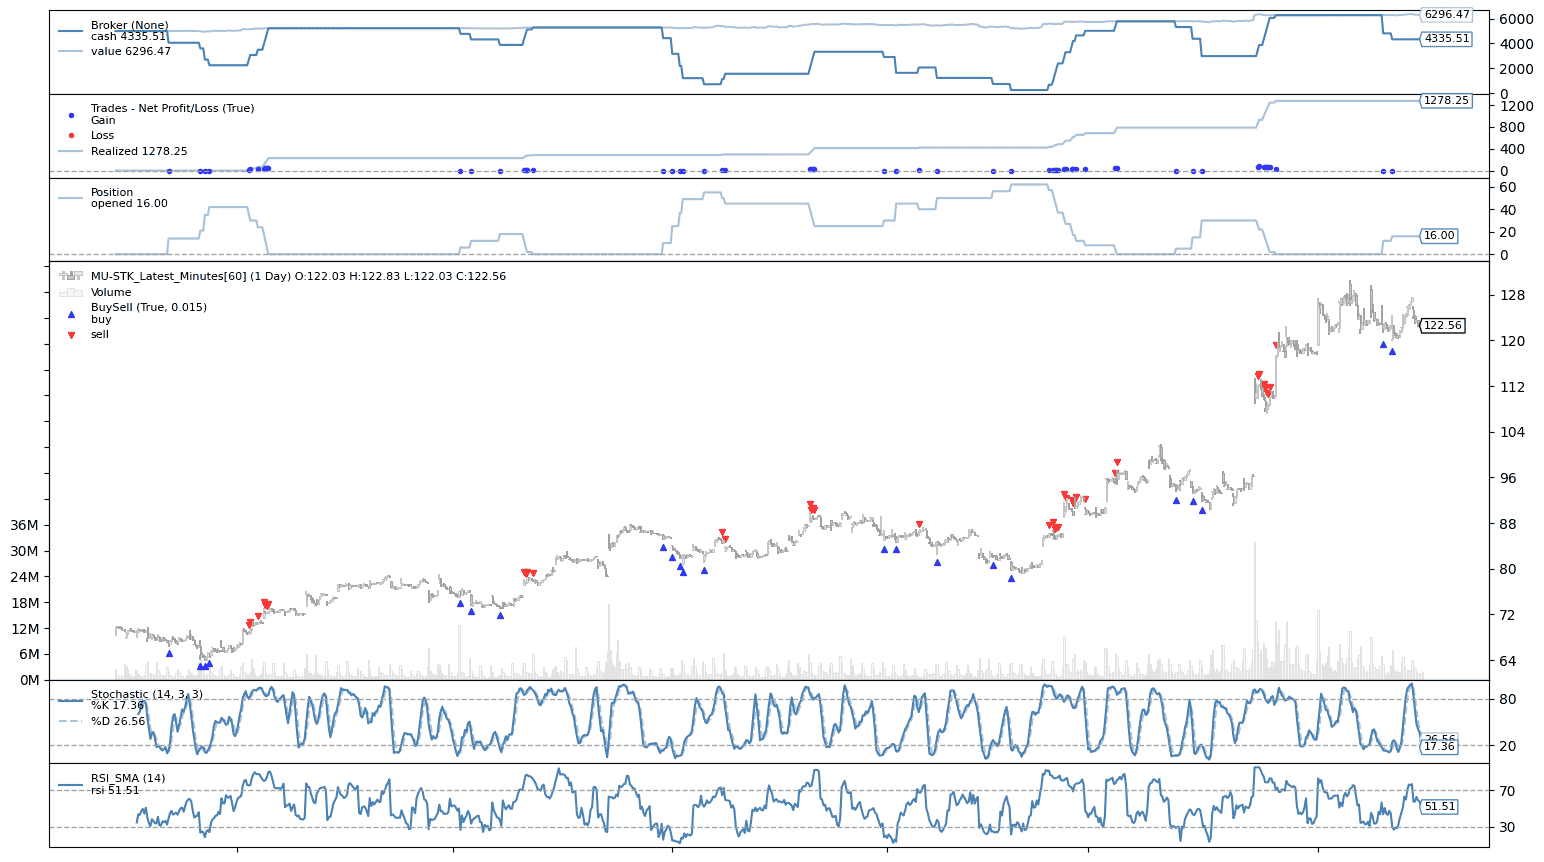 Broker (None)
cash 4335.51
value 6296.47
6296.47
4335.51
6000
4000
2000
0
Trades - Net Profit/Loss (True)
Gain
Loss
Realized 1278.25
1278.25
1200
800
400
0
Position
opened 16.00
60
40
20
16.00
0
MU-STK_Latest_Minutes[60] (1 Day) O:122.03 H:122.83 L:122.03 C:122.56
Volume
BuySell (True, 0.015)
buy
sell
128
122.56
120
112
104
96
88
80
72
64
36M
30M
24M
18M
12M
6M
0M
Stochastic (14, 3, 3)
%K 17.36
%D 26.56
80
26.56
17.36
20
RSI_SMA (14)
rsi 51.51
70
51.51
30